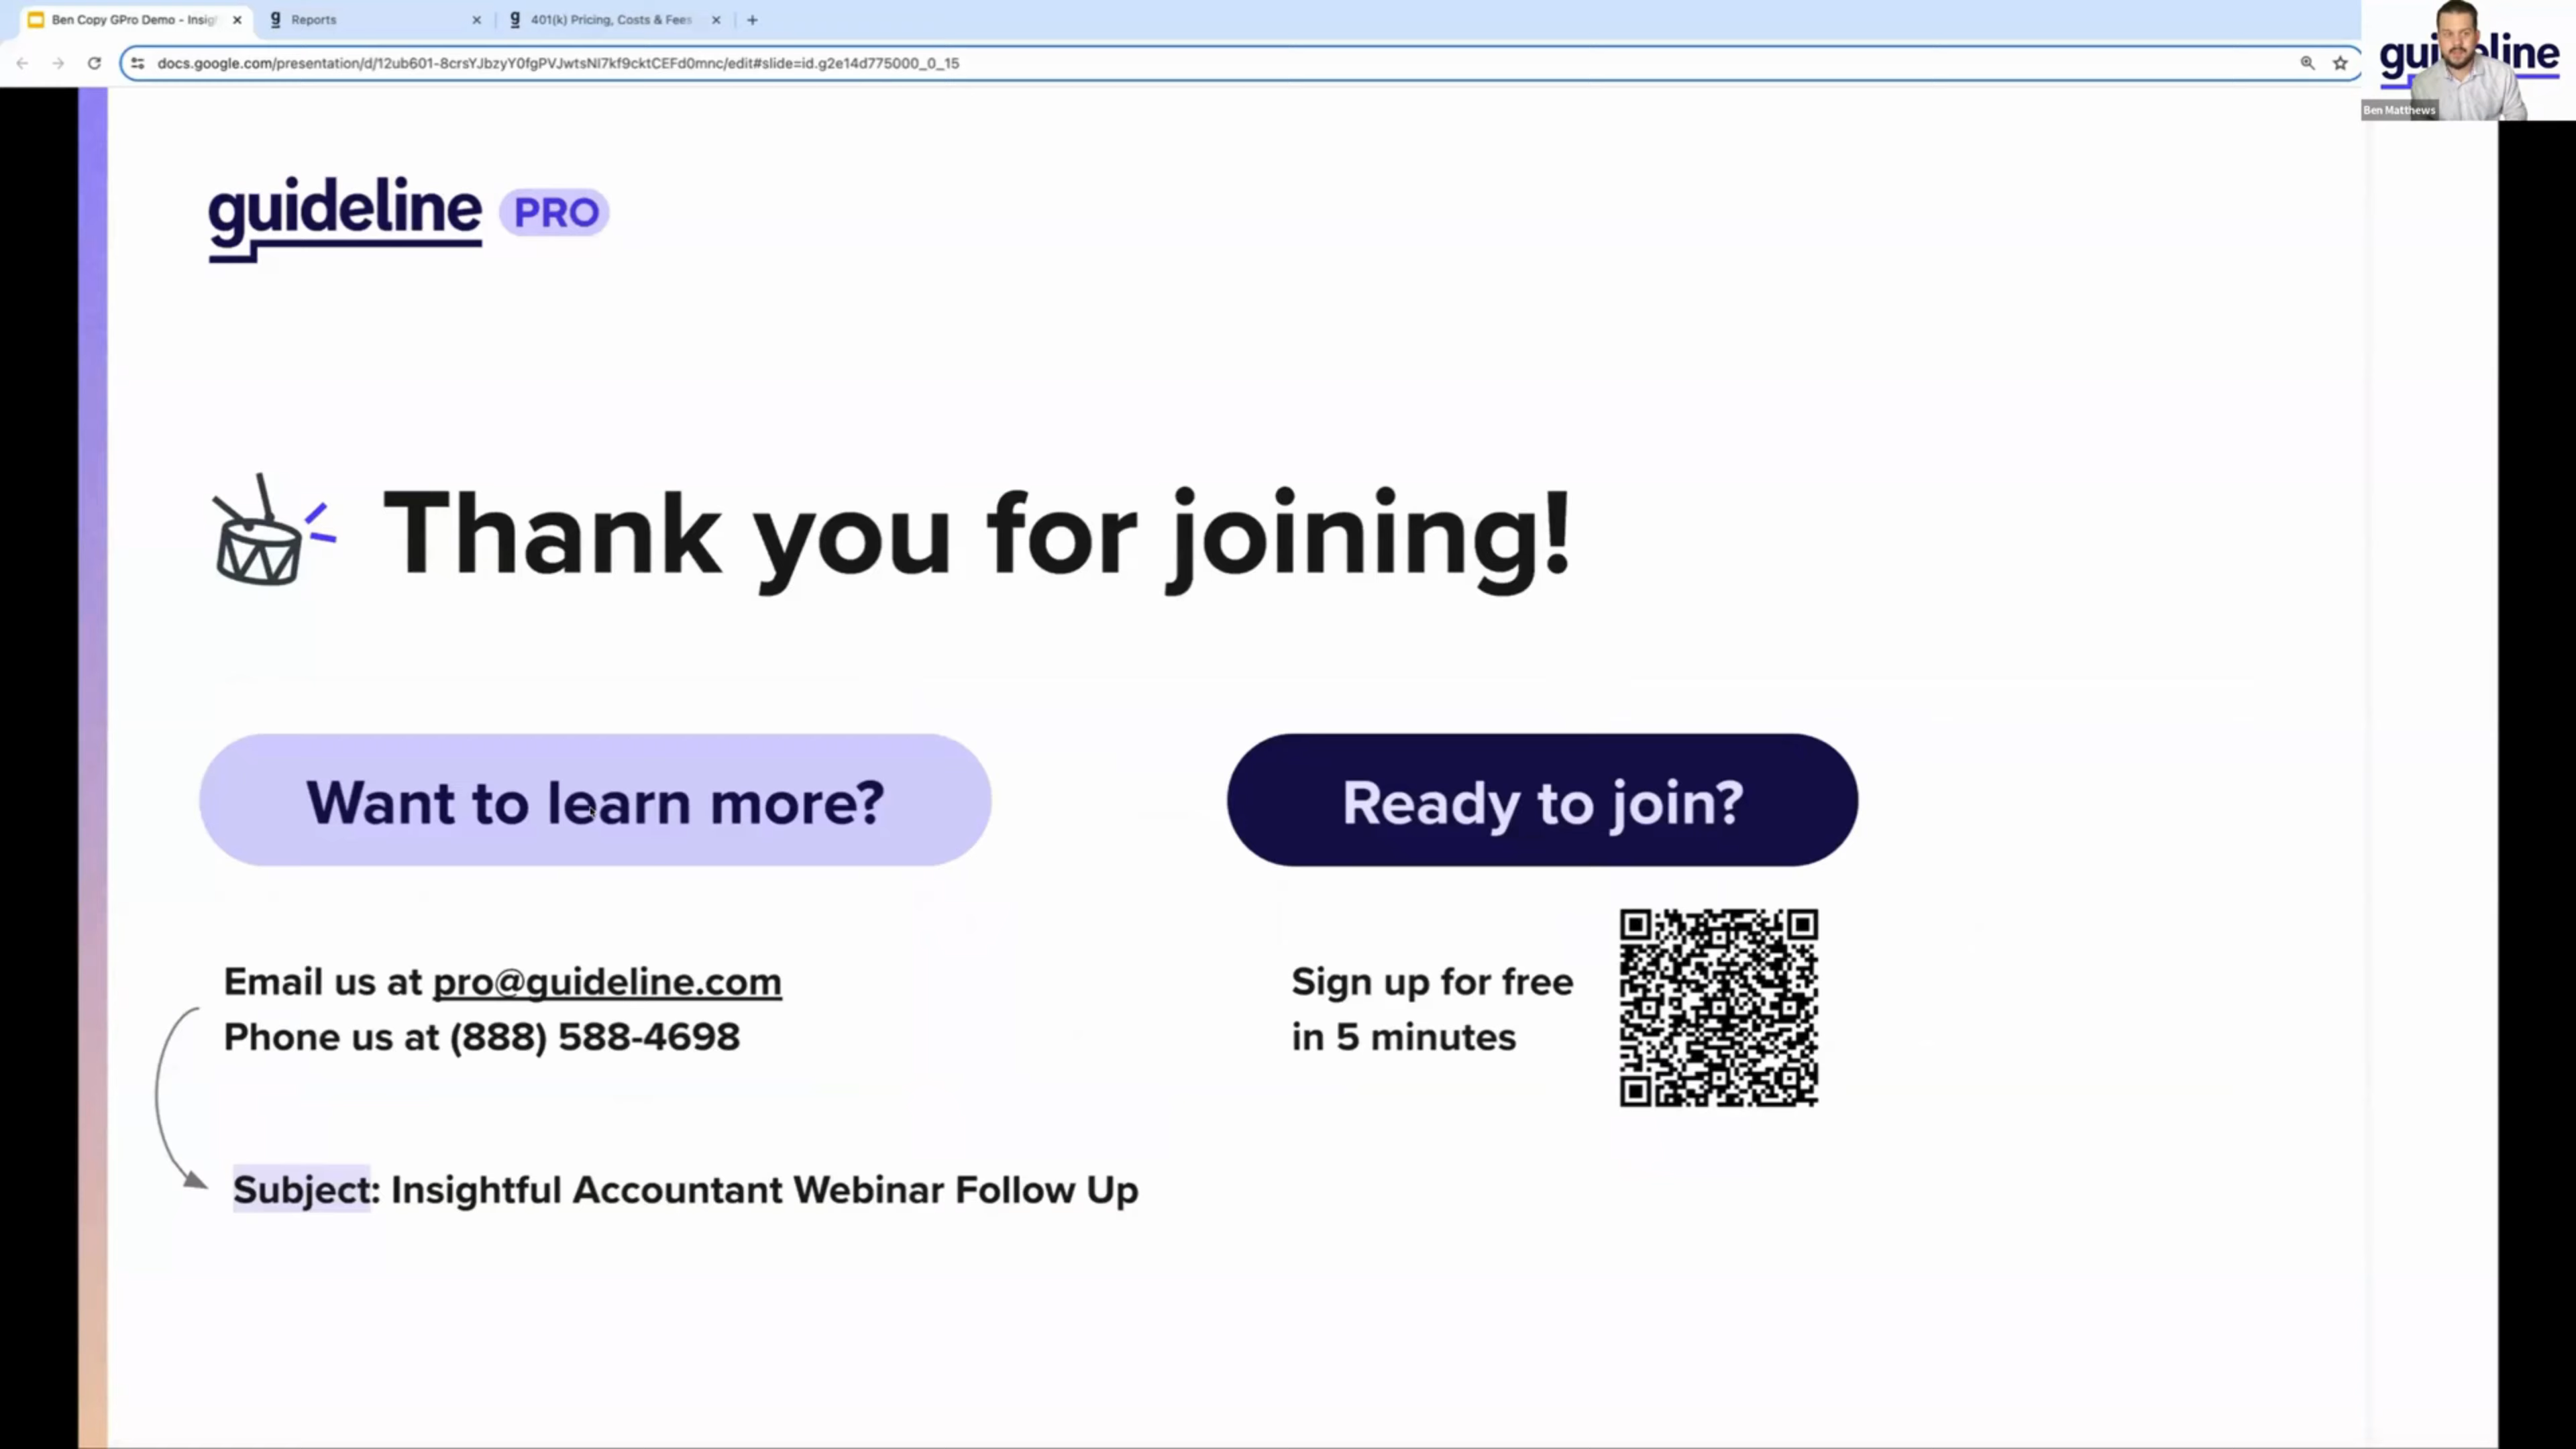 Ben Copy GPro Demo - Insig
Reports
401(k) Pricing, Costs & Fees
docs.google.com/presentation/d/12ub601-8crsYJbzyY0fgPVJwtsNI7kf9cktCEFd0mnc/edit#slide=id.g2e14d775000_0_15
Ben Matthews
guideline PRO
Thank you for joining!
Want to learn more?
Ready to join?
Email us at pro@guideline.com
Phone us at (888) 588-4698
Sign up for free
in 5 minutes
Subject: Insightful Accountant Webinar Follow Up